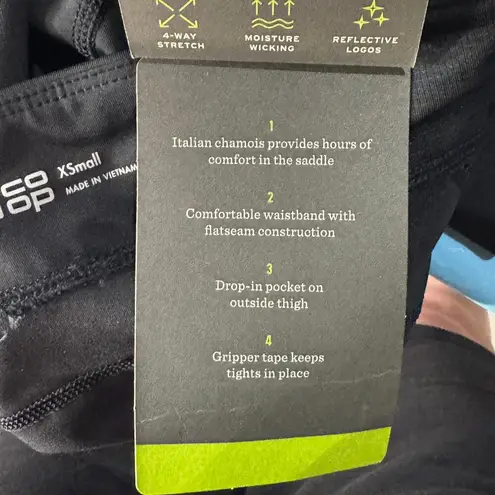 4-WAY
STRETCH
MOISTURE
WICKING
REFLECTIVE
LOGOS
1
Italian chamois provides hours of
comfort in the saddle
2
Comfortable waistband with
flatseam construction
3
Drop-in pocket on
outside thigh
4
Gripper tape keeps
tights in place
XSmall
MADE IN VIETNAM